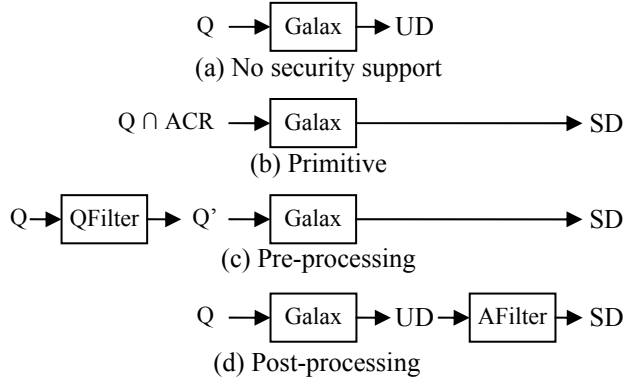 Q Galax UD
(a) No security support
Q ∩ ACR Galax SD
(b) Primitive
Q QFilter Q’ Galax SD
(c) Pre-processing
Q Galax UD AFilter SD
(d) Post-processing